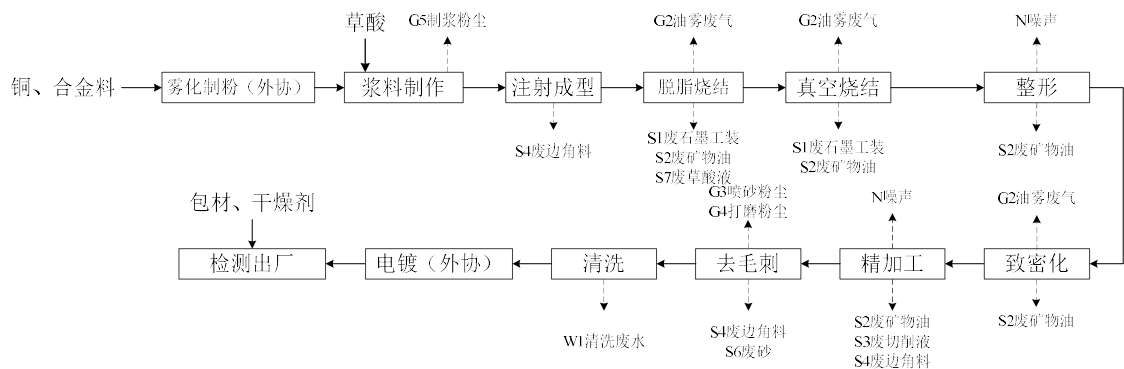 草酸
G5制浆粉尘
G2油雾废气
G2油雾废气
N噪声
铜、合金料
雾化制粉（外协）
浆料制作
注射成型
脱脂烧结
真空烧结
整形
S4废边角料
S1废石墨工装
S2废矿物油
S7废草酸液
S1废石墨工装
S2废矿物油
S2废矿物油
包材、干燥剂
G3喷砂粉尘
G4打磨粉尘
N噪声
G2油雾废气
检测出厂
电镀（外协）
清洗
去毛刺
精加工
致密化
W1清洗废水
S4废边角料
S6废砂
S2废矿物油
S3废切削液
S4废边角料
S2废矿物油